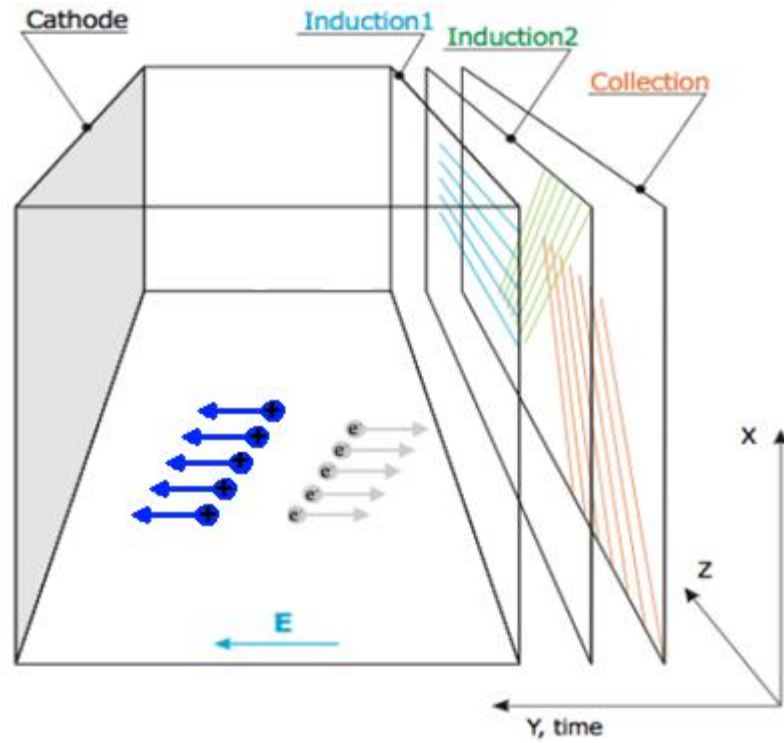 Cathode
Induction1
Induction2
Collection
+
e-
+
e-
+
e-
+
e-
+
e-
E
X
Z
Y, time